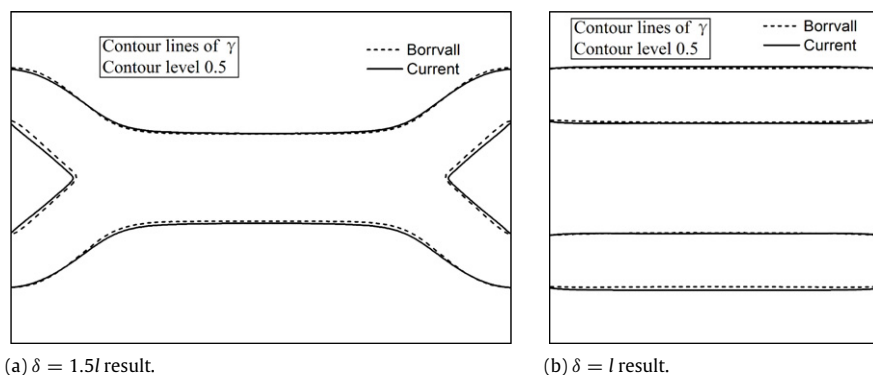 Contour lines of γ
Contour level 0.5
Borrvall
Current
(a) δ = 1.5l result.
Contour lines of γ
Contour level 0.5
Borrvall
Current
(b) δ = l result.